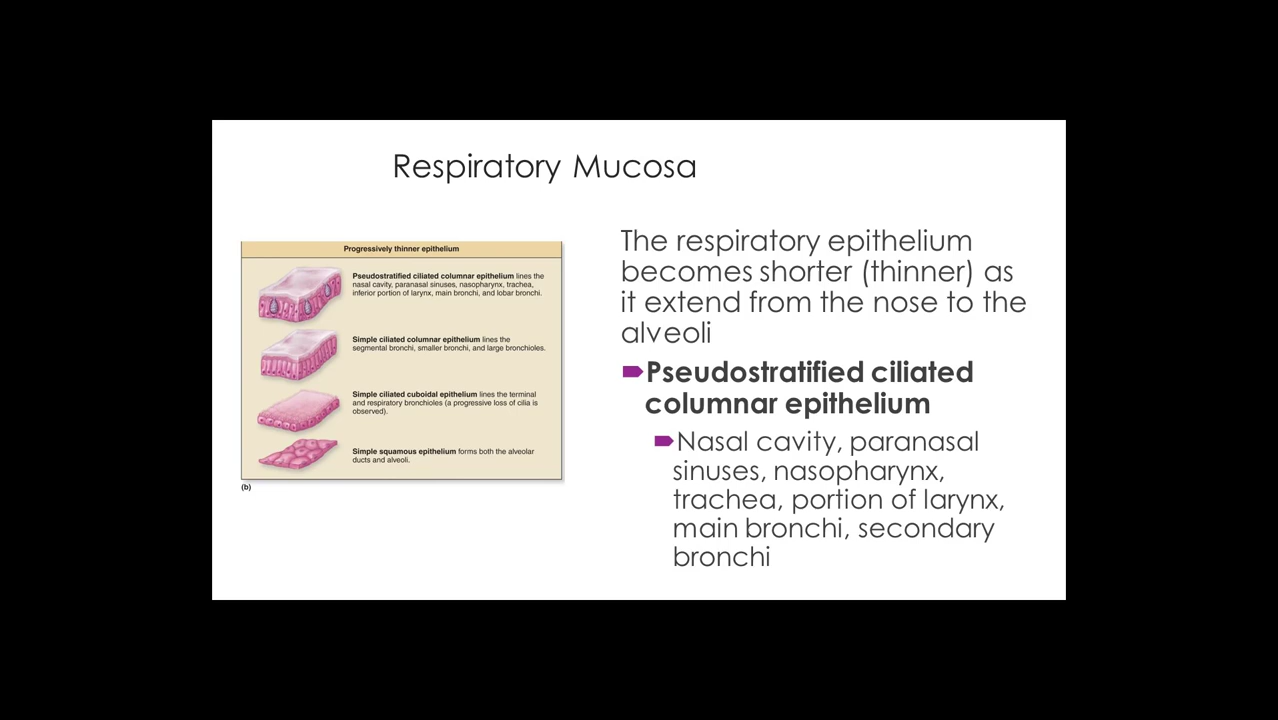 Respiratory Mucosa
Progressively thinner epithelium
Pseudostratified ciliated columnar epithelium lines the
nasal cavity, paranasal sinuses, nasopharynx, trachea,
inferior portion of larynx, main bronchi, and lobar bronchi.
Simple ciliated columnar epithelium lines the
segmental bronchi, smaller bronchi, and large bronchioles.
Simple ciliated cuboidal epithelium lines the terminal
and respiratory bronchioles (a progressive loss of cilia is
observed).
Simple squamous epithelium forms both the alveolar
ducts and alveoli.
(b)
The respiratory epithelium
becomes shorter (thinner) as
it extend from the nose to the
alveoli
Pseudostratified ciliated
columnar epithelium
Nasal cavity, paranasal
sinuses, nasopharynx,
trachea, portion of larynx,
main bronchi, secondary
bronchi